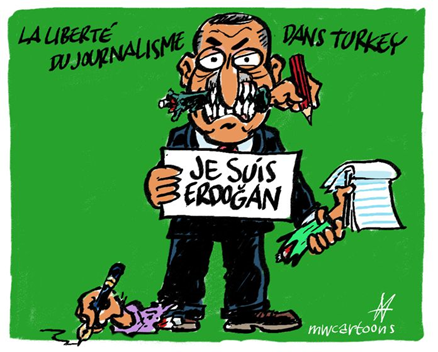 LA LIBERTÉ DANS TURKEY
DU JOURNALISME
JE SUIS
ERDOĞAN
mwcartoons